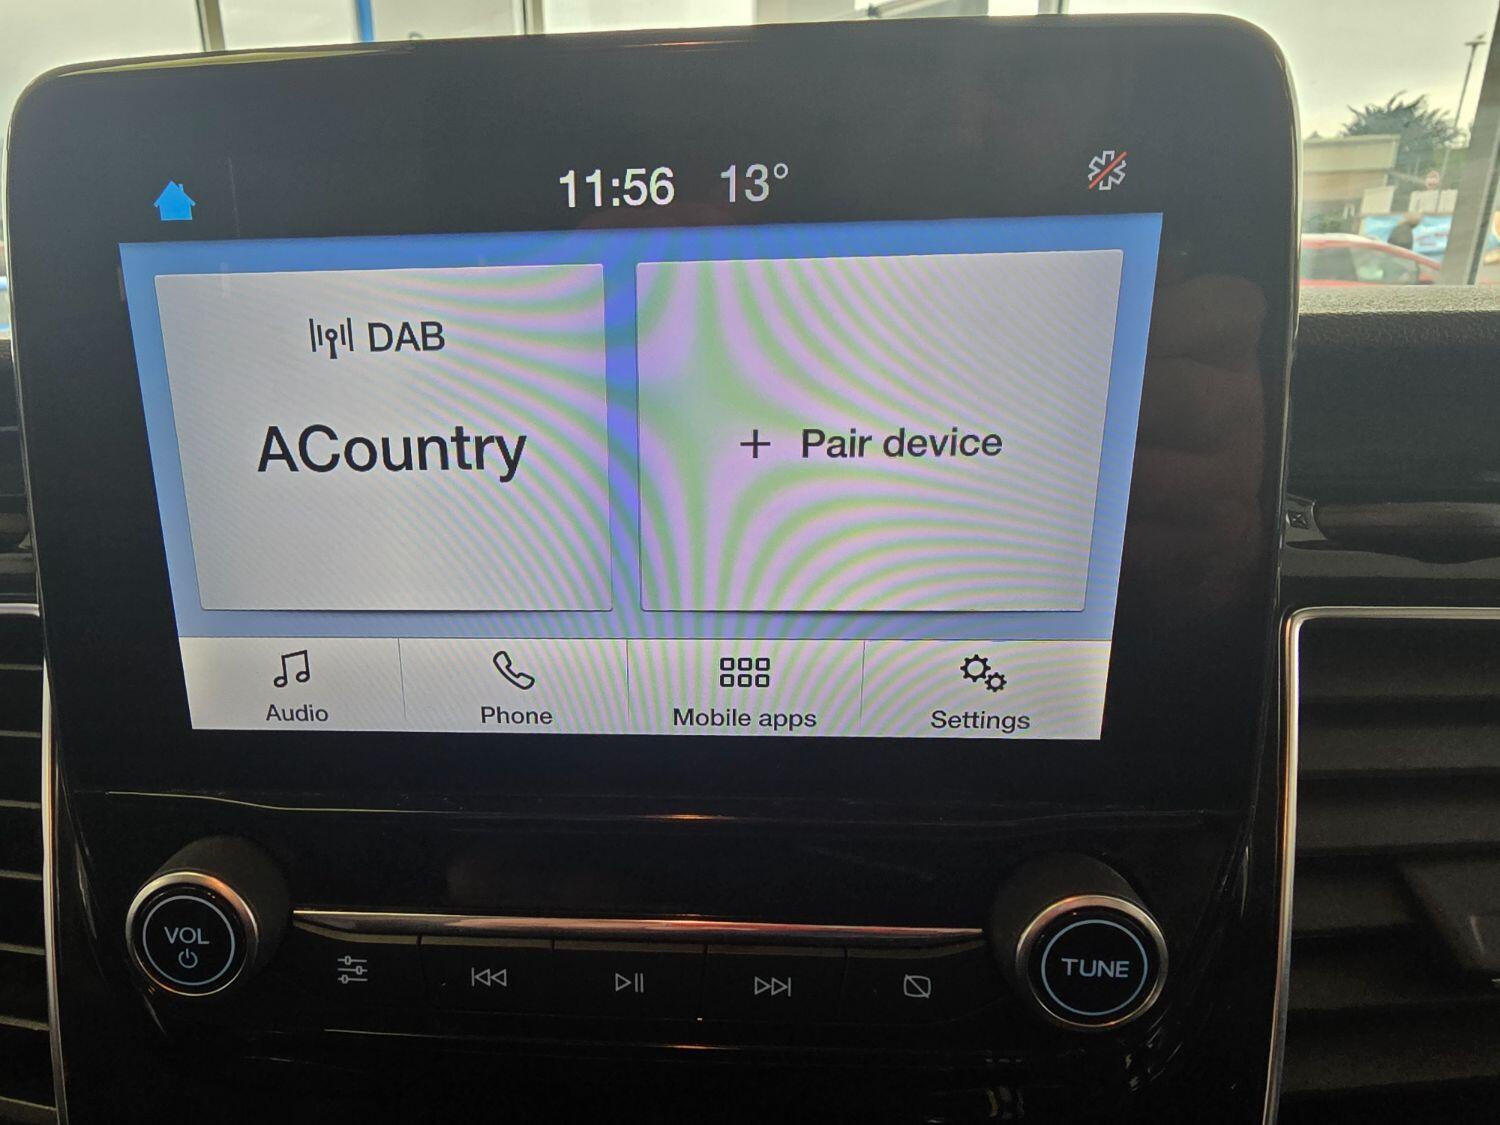 11:56 13°
DAB
ACountry
+ Pair device
Audio
Phone
Mobile apps
Settings
VOL
TUNE